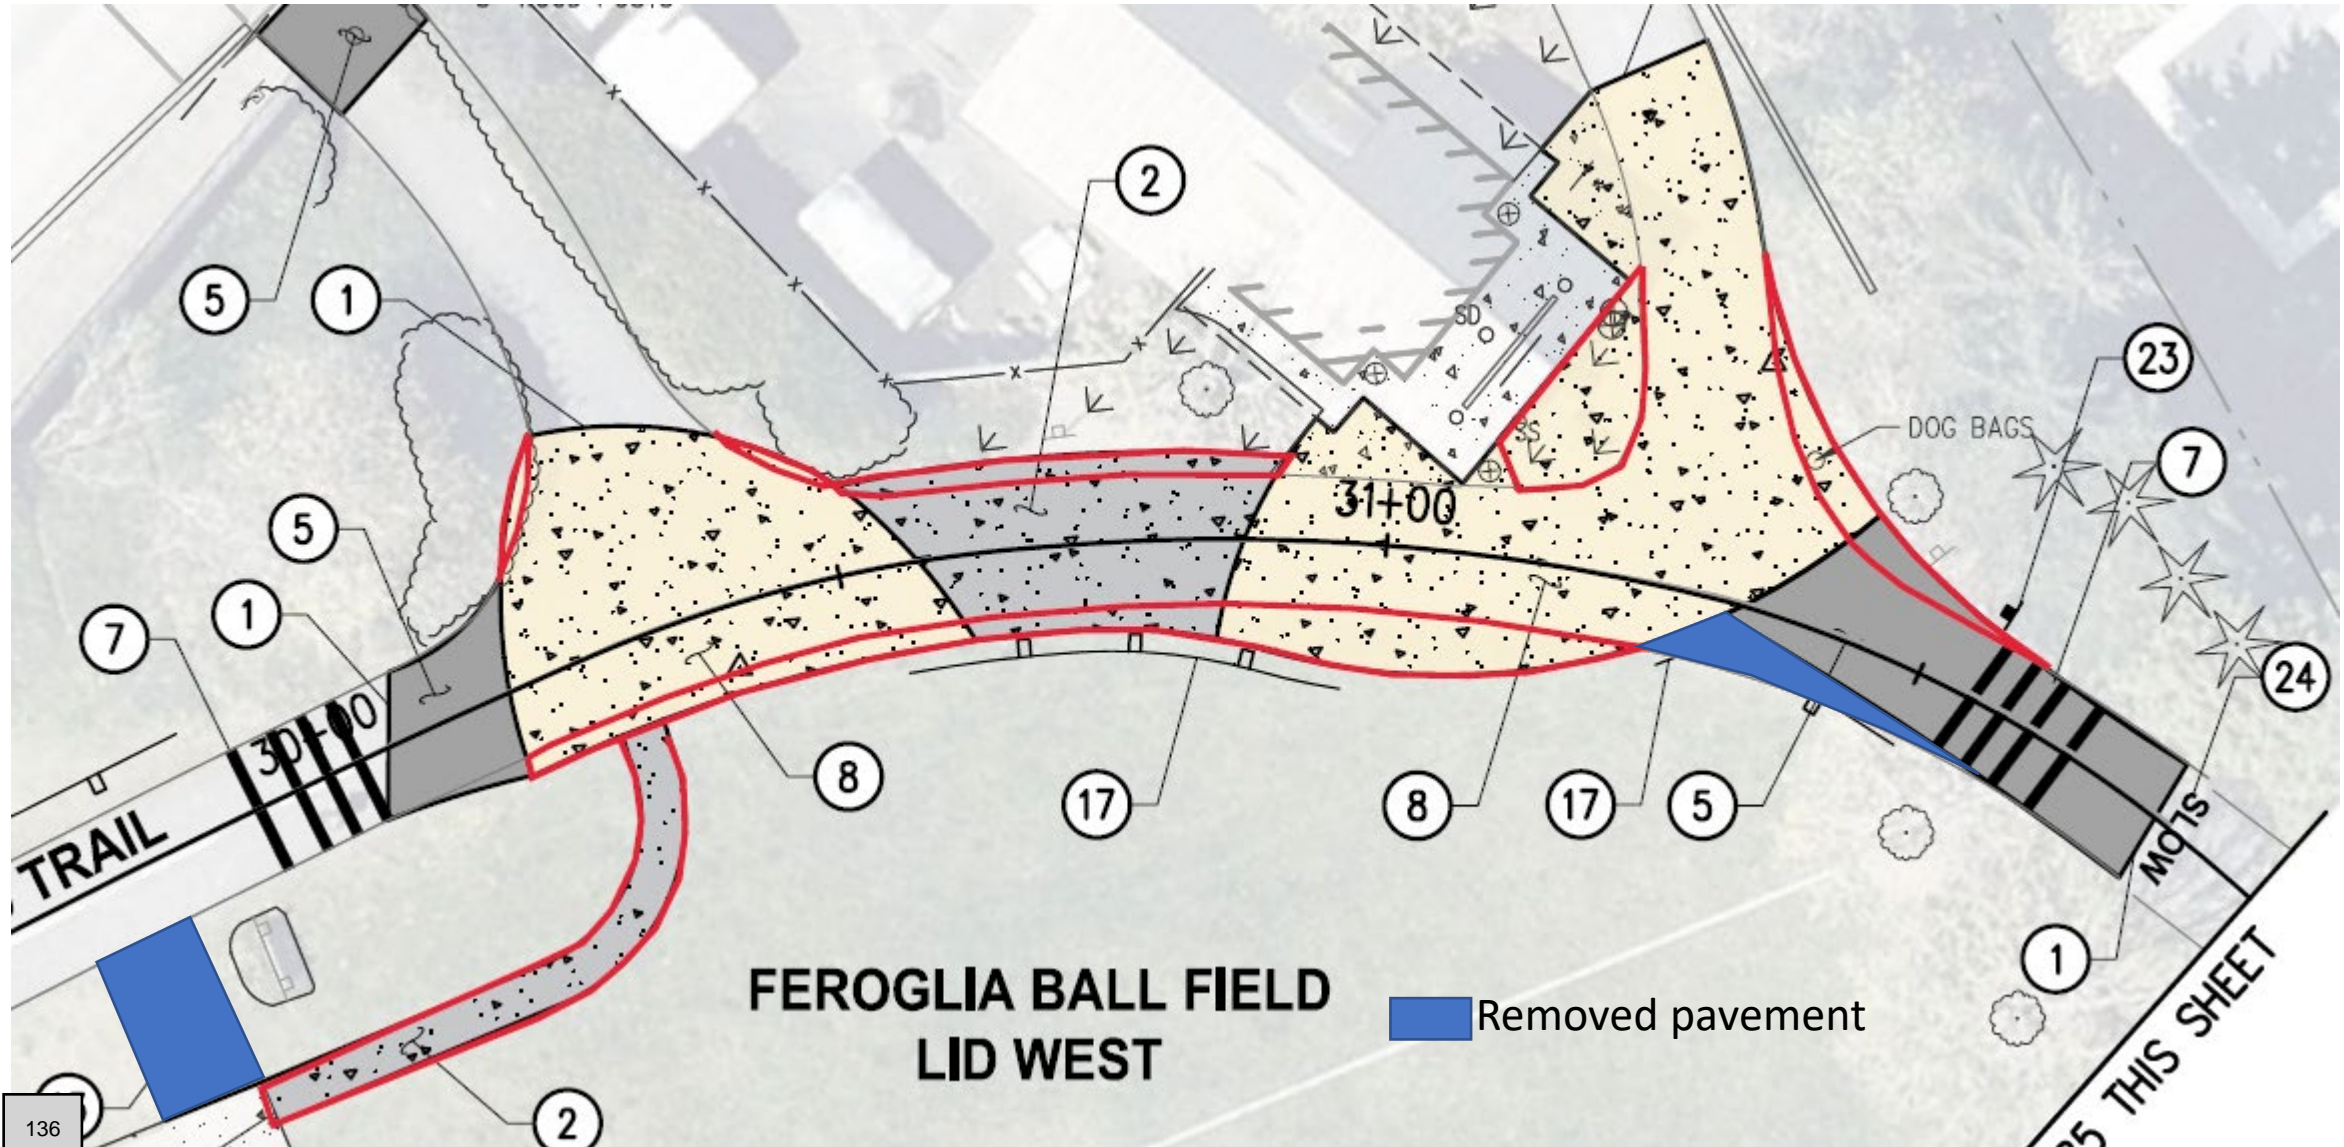 5
1
2
23
DOG BAGS
7
SD
SS
31+00
5
1
7
30+00
TRAIL
8
17
8
17
5
24
SLOW
1
FEROGLIA BALL FIELD
LID WEST
Removed pavement
2
THIS SHEET
136